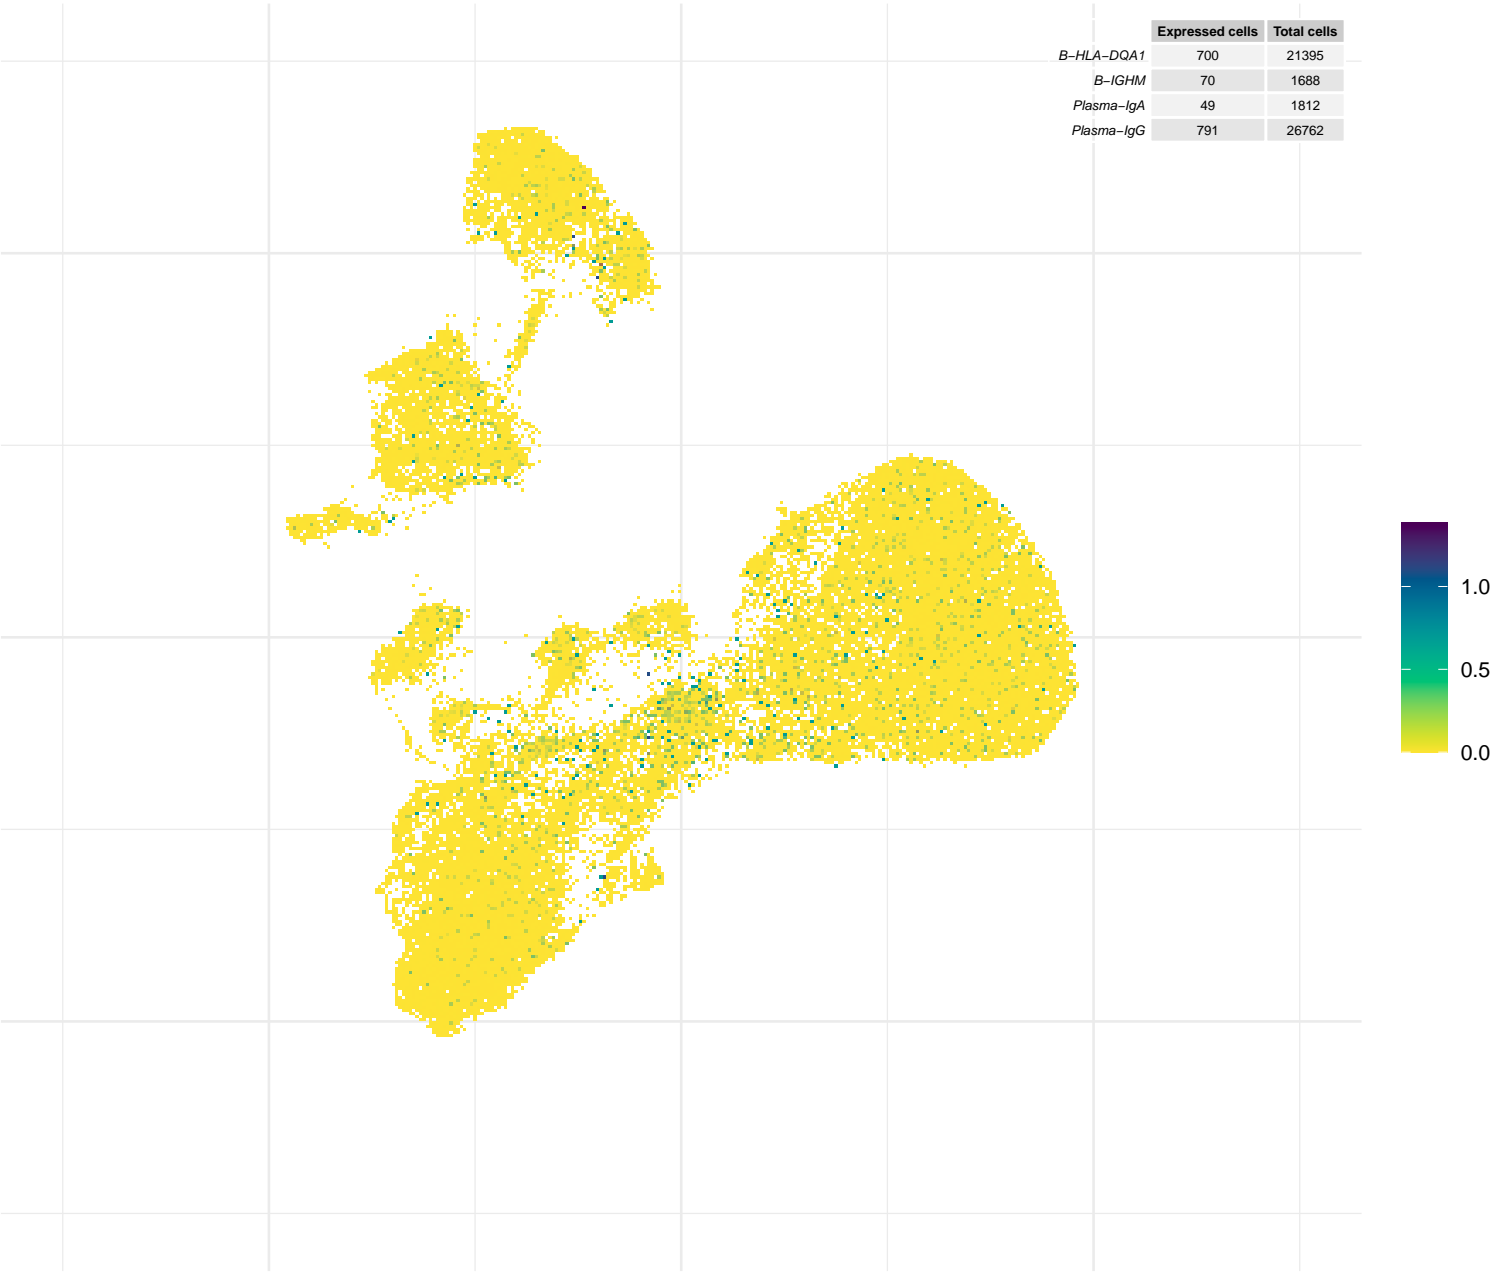 Expressed cells Total cells
B−HLA−DQA1 700 21395
B−IGHM 70 1688
Plasma−IgA 49 1812
Plasma−IgG 791 26762
1.0
0.5
0.0